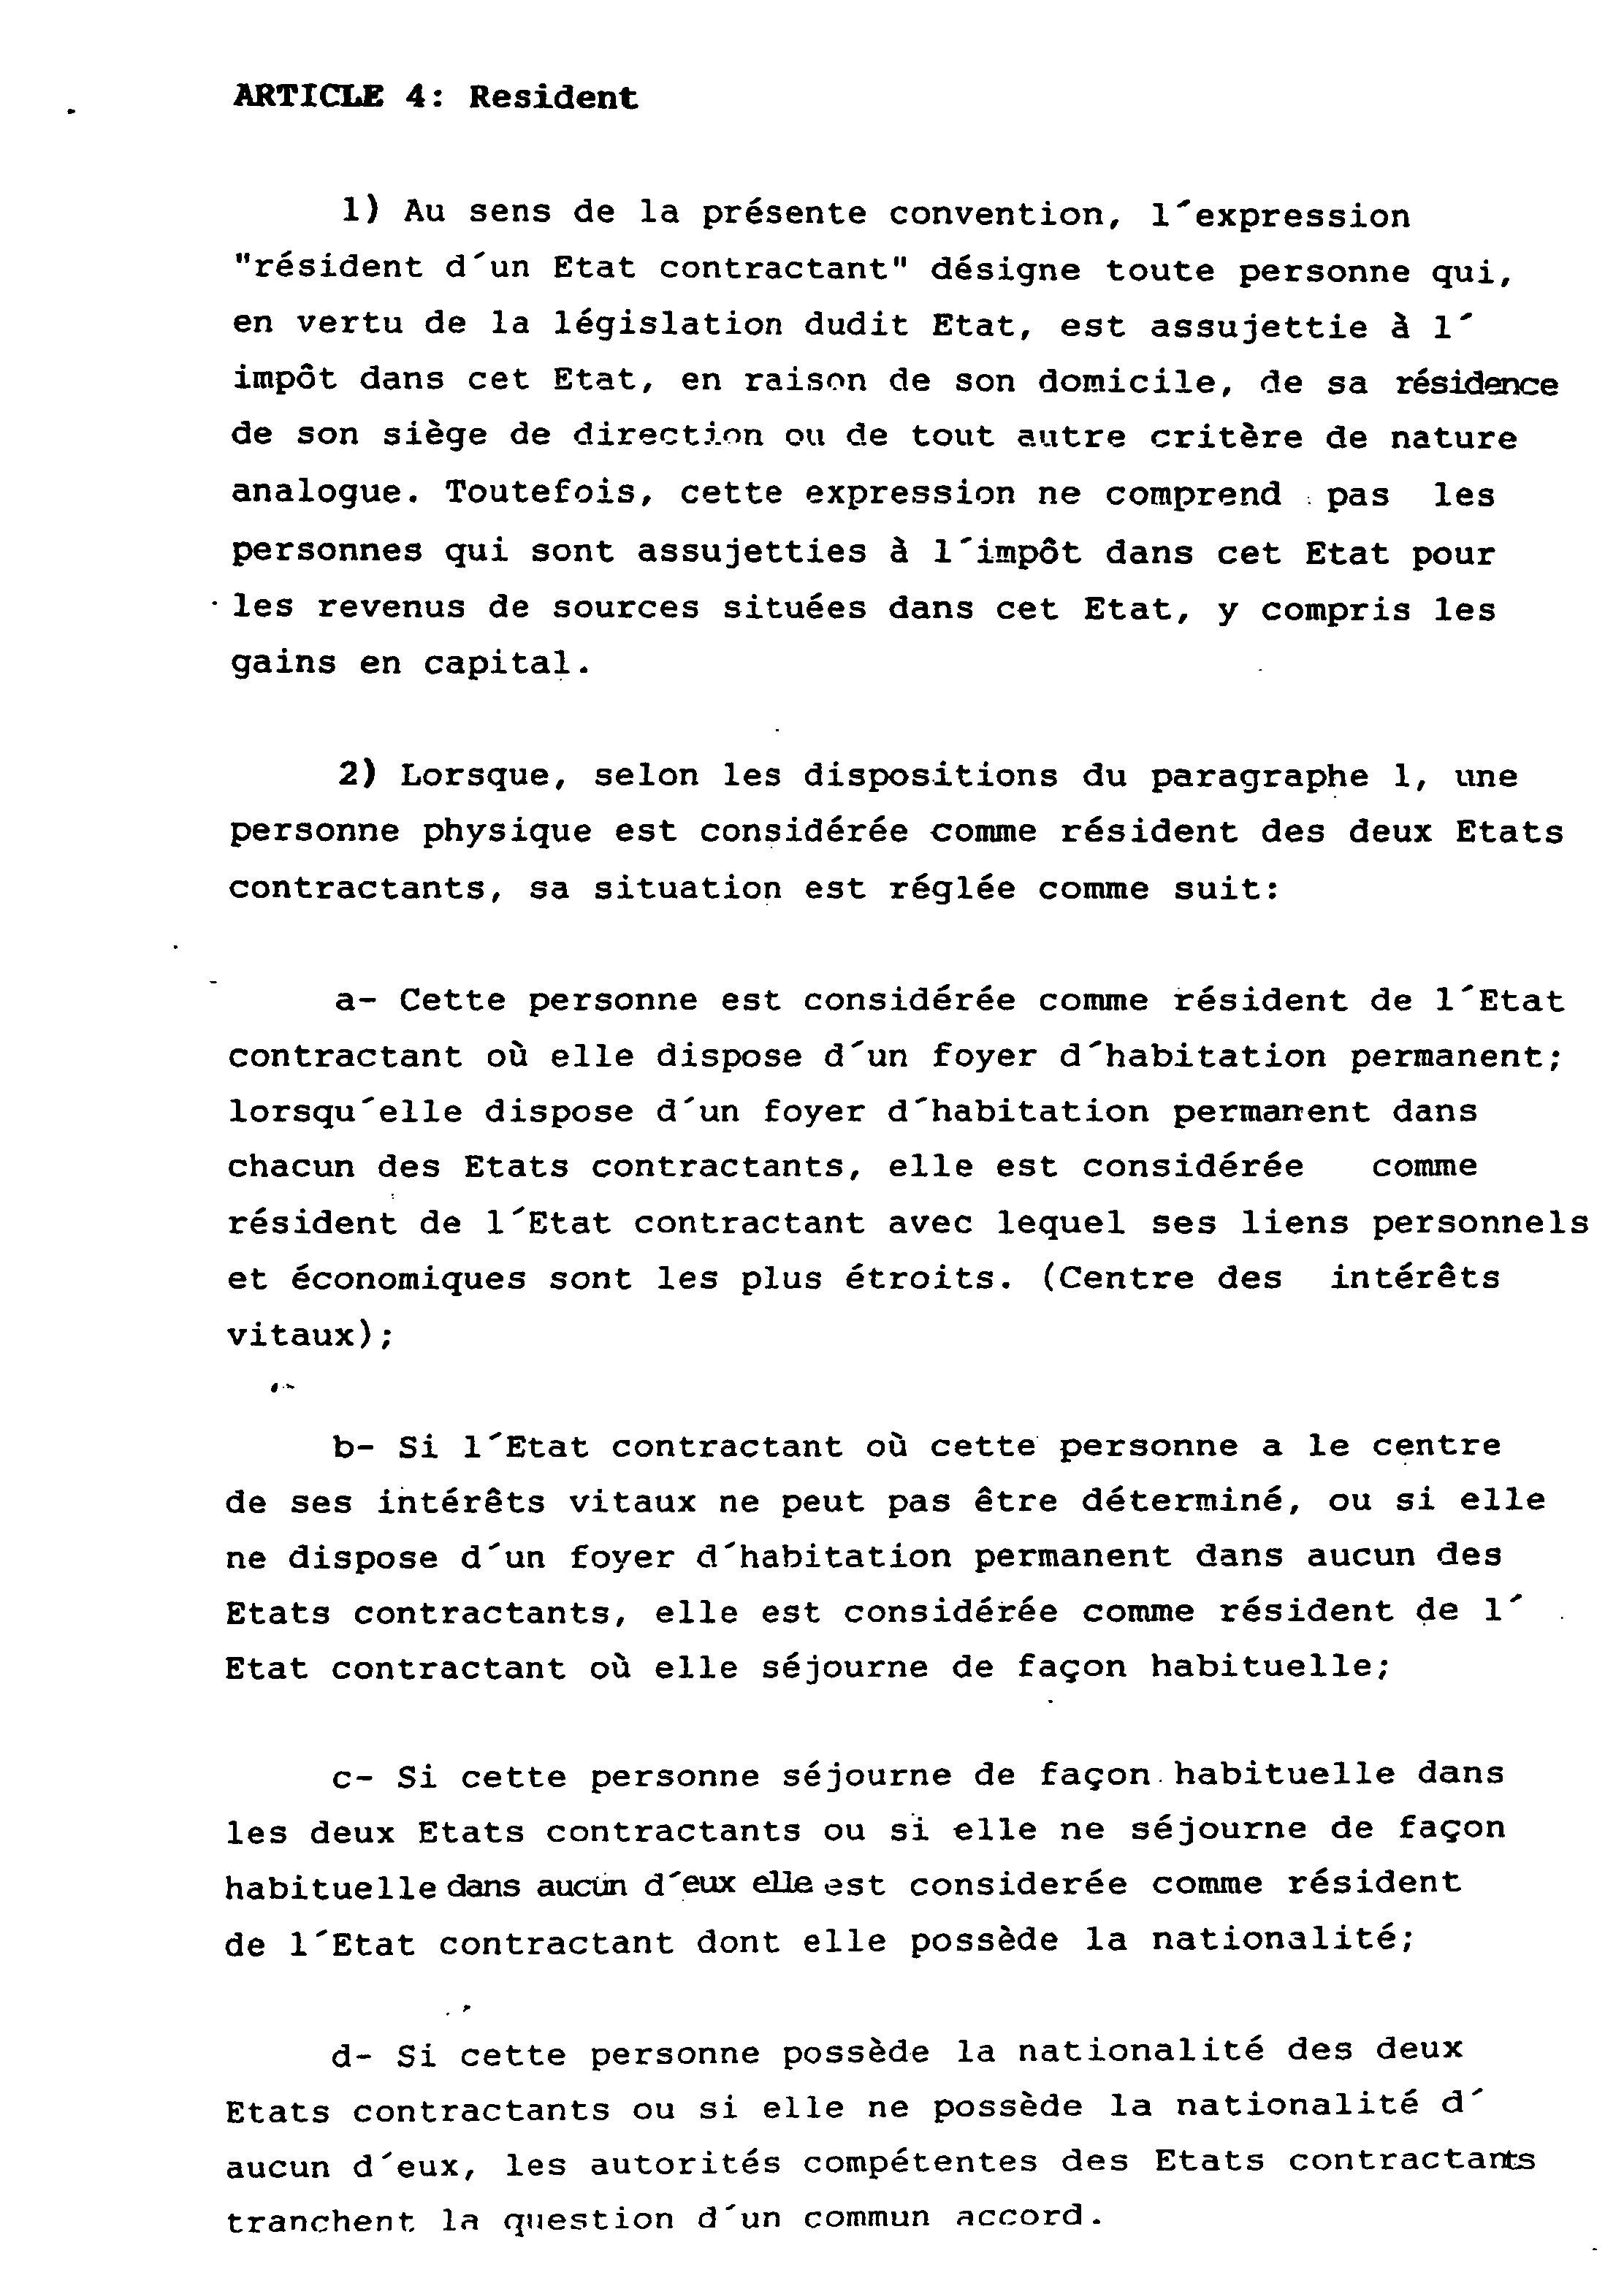 ARTICLE 4: Resident
1) Au sens de la présente convention, l´expression
"résident d´un Etat contractant" désigne toute personne qui,
en vertu de la législation dudit Etat, est assujettie à l´
impôt dans cet Etat, en raison de son domicile, de sa résidence
de son siège de direction ou de tout autre critère de nature
analogue. Toutefois, cette expression ne comprend pas les
personnes qui sont assujetties à l´impôt dans cet Etat pour
les revenus de sources situées dans cet Etat, y compris les
gains en capital.
2) Lorsque, selon les dispositions du paragraphe 1, une
personne physique est considérée comme résident des deux Etats
contractants, sa situation est réglée comme suit:
a- Cette personne est considérée comme résident de l´Etat
contractant où elle dispose d´un foyer d´habitation permanent;
lorsqu´elle dispose d´un foyer d´habitation permanent dans
chacun des Etats contractants, elle est considérée comme
résident de l´Etat contractant avec lequel ses liens personnels
et économiques sont les plus étroits. (Centre des intérêts
vitaux);
b- Si l´Etat contractant où cette personne a le centre
de ses intérêts vitaux ne peut pas être déterminé, ou si elle
ne dispose d´un foyer d´habitation permanent dans aucun des
Etats contractants, elle est considérée comme résident de l´
Etat contractant où elle séjourne de façon habituelle;
c- Si cette personne séjourne de façon habituelle dans
les deux Etats contractants ou si elle ne séjourne de façon
habituelle dans aucun d´eux elle est considerée comme résident
de l´Etat contractant dont elle possède la nationalité;
d- Si cette personne possède la nationalité des deux
Etats contractants ou si elle ne possède la nationalité d´
aucun d´eux, les autorités compétentes des Etats contractants
tranchent la question d´un commun accord.